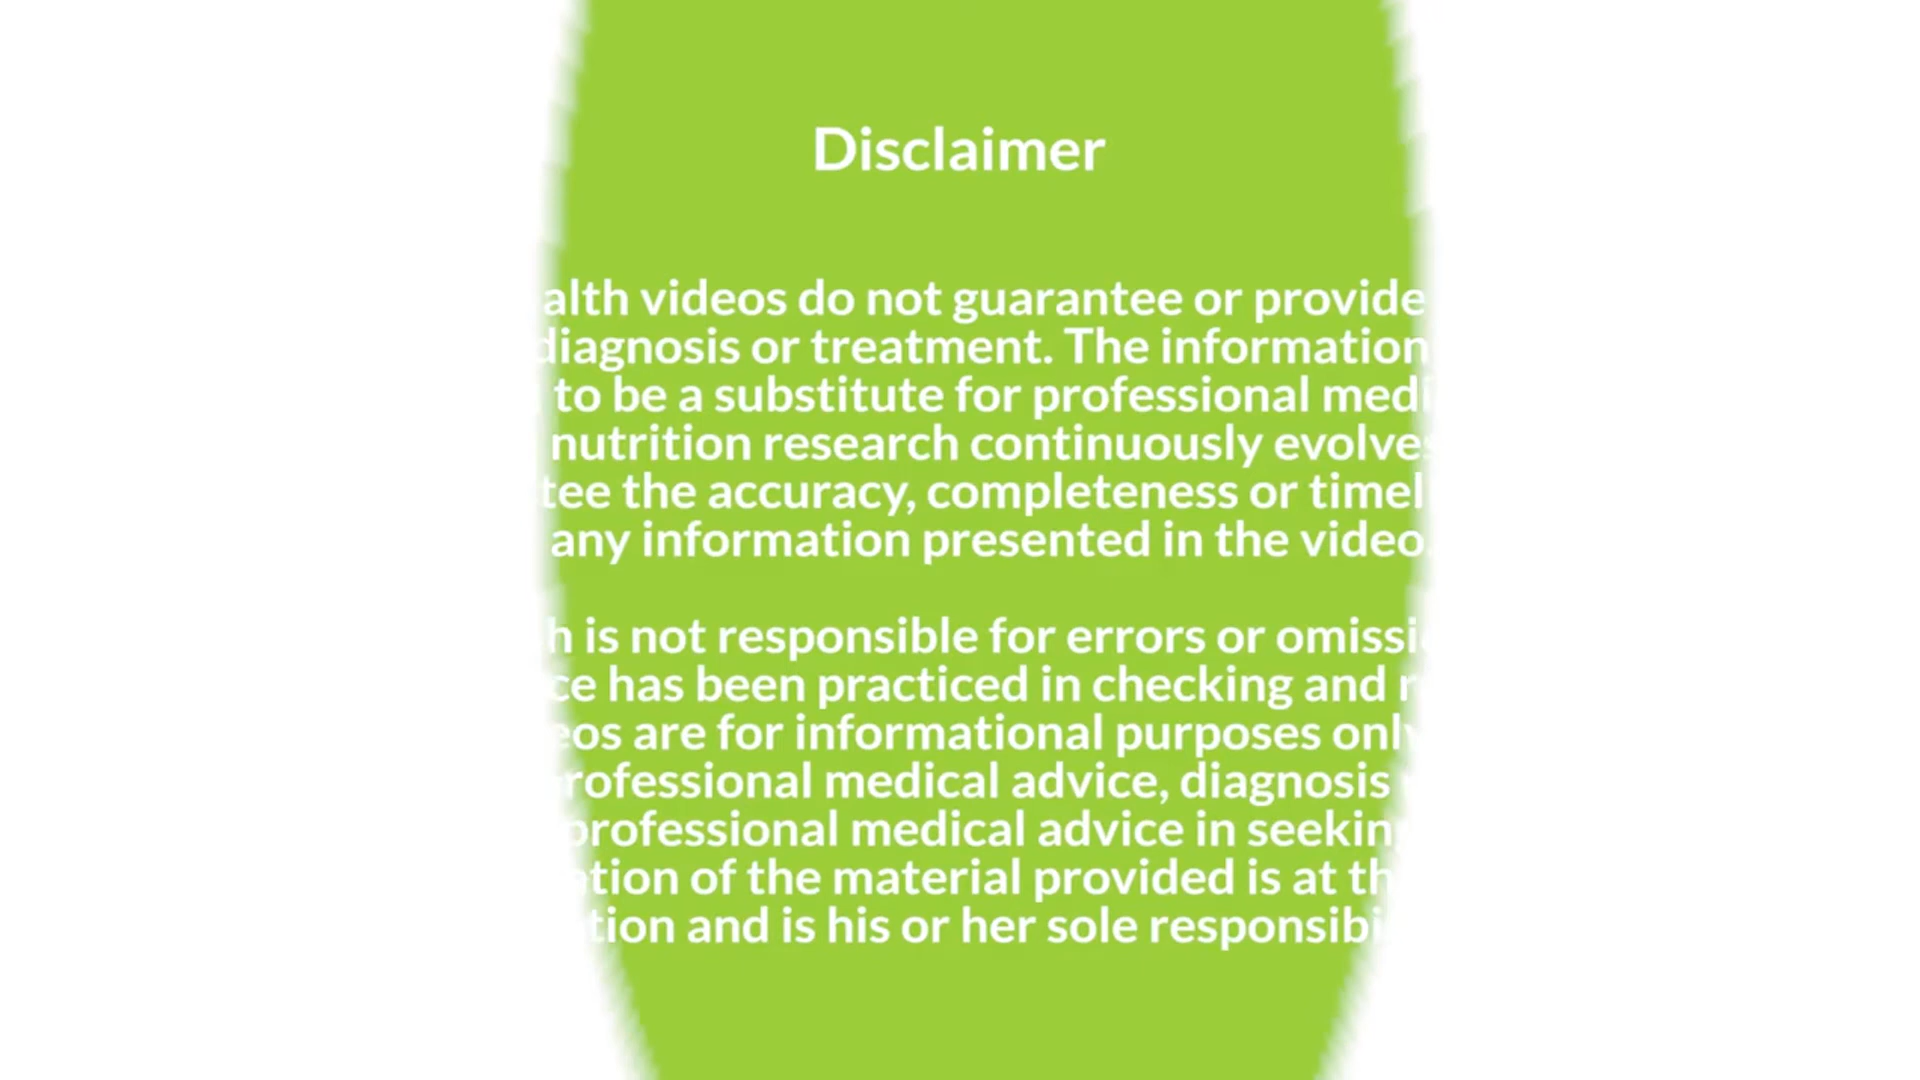 Disclaimer
alth videos do not guarantee or provide
diagnosis or treatment. The information
to be a substitute for professional medi
nutrition research continuously evolves
tee the accuracy, completeness or timel
any information presented in the video.
h is not responsible for errors or omissi
ce has been practiced in checking and
eos are for informational purposes only
rofessional medical advice, diagnosis
professional medical advice in seekin
tion of the material provided is at th
tion and is his or her sole responsibi